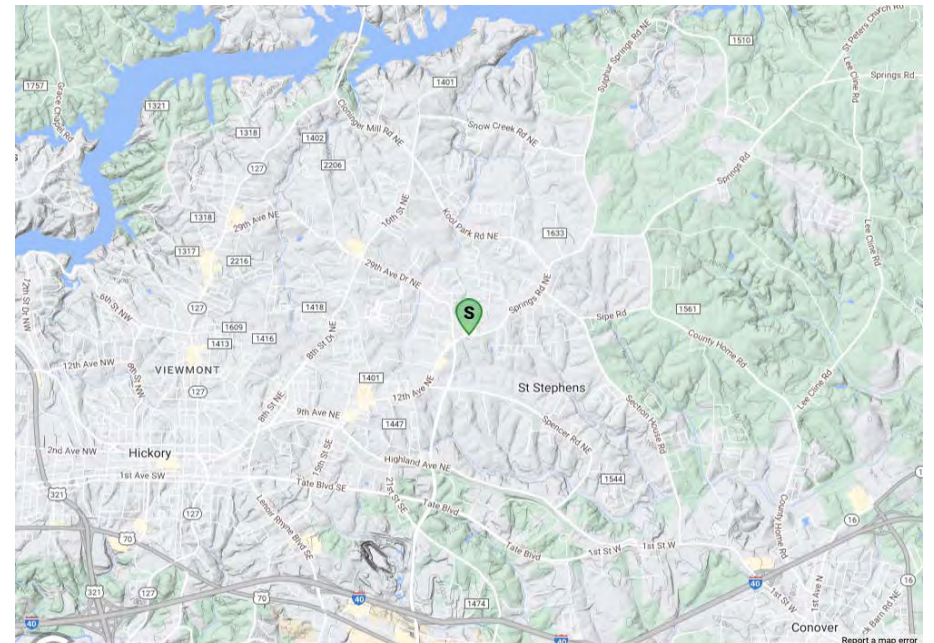 St Peters Church Rd
1510
Springs Rd
1757
Grace Chapel Rd
1321
1401
Sulphur Springs Rd NE
Lee Cline Rd
Cloninger Mill Rd NE
Snow Creek Rd NE
1318
1402
127
2206
Springs Rd
16th St NE
1318
29th Ave NE
Kool Park Rd NE
1633
Lee Cline Rd
1317
2216
29th Ave Dr NE
12th St Dr NW
6th St NW
127
1418
S
Springs Rd NE
1561
Sipe Rd
County Home Rd
1609
1413
1416
8th St Dr NE
12th Ave NW
8th St NW
VIEWMONT
1401
12th Ave NE
St Stephens
127
8th St NE
Section House Rd
Lee Cline Rd
9th Ave NE
1447
Spencer Rd NE
2nd Ave NW
Hickory
15th St SE
Highland Ave NE
1st Ave SW
Tate Blvd SE
21st St SE
1544
321
127
Lenoir Rhyne Blvd SE
Tate Blvd
County Home Rd
16
70
Tate Blvd
1st St W
1st St W
40
321
127
70
40
1474
1st St W
1st Ave N
16
40
40
Conover
Report a map error